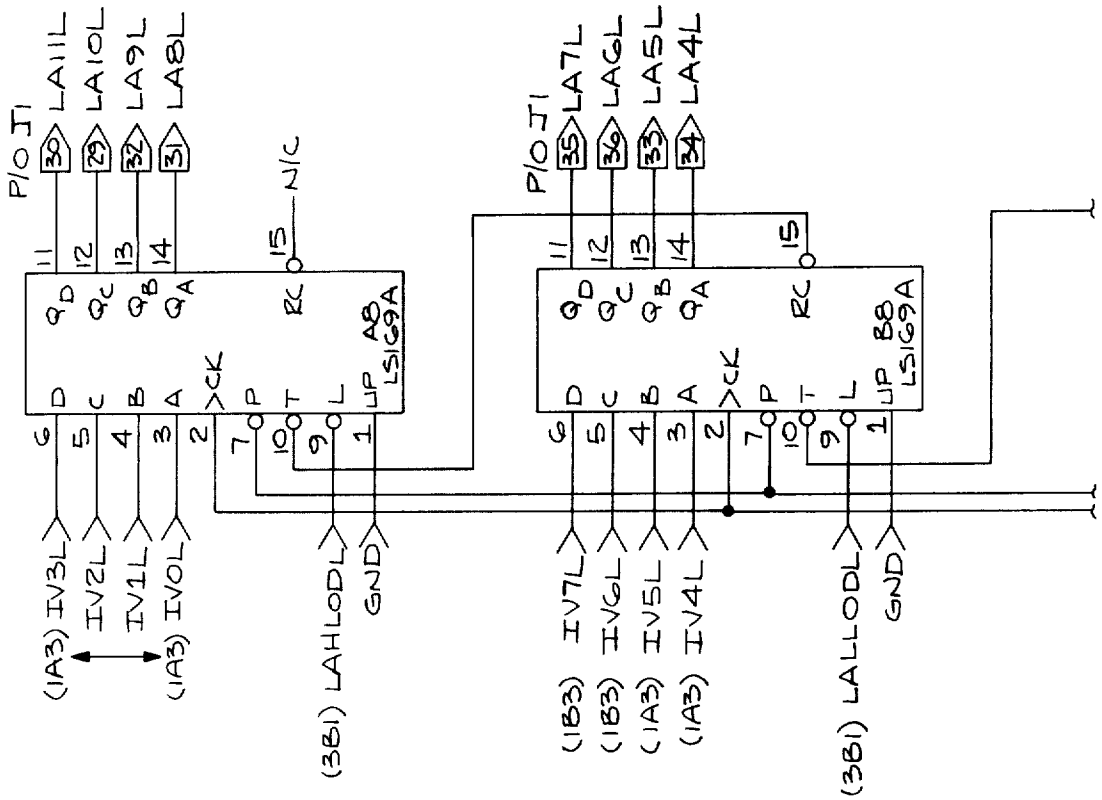 P/O J1
30 LA11L
29 LA10L
32 LA9L
31 LA8L
11
12
13
14
15 N/C
QD
QC
QB
QA
RC
A8
LS169A
D
C
B
A
>CK
P
T
L
UP
6
5
4
3
2
7
10
9
1
(1A3) IV3L
IV2L
IV1L
(1A3) IV0L
(3B1) LAHLODL
GND
P/O J1
35 LA7L
36 LA6L
33 LA5L
34 LA4L
11
12
13
14
15
QD
QC
QB
QA
RC
B8
LS169A
D
C
B
A
>CK
P
T
L
UP
6
5
4
3
2
7
10
9
1
(1B3) IV7L
(1B3) IV6L
(1A3) IV5L
(1A3) IV4L
(3B1) LALLODL
GND